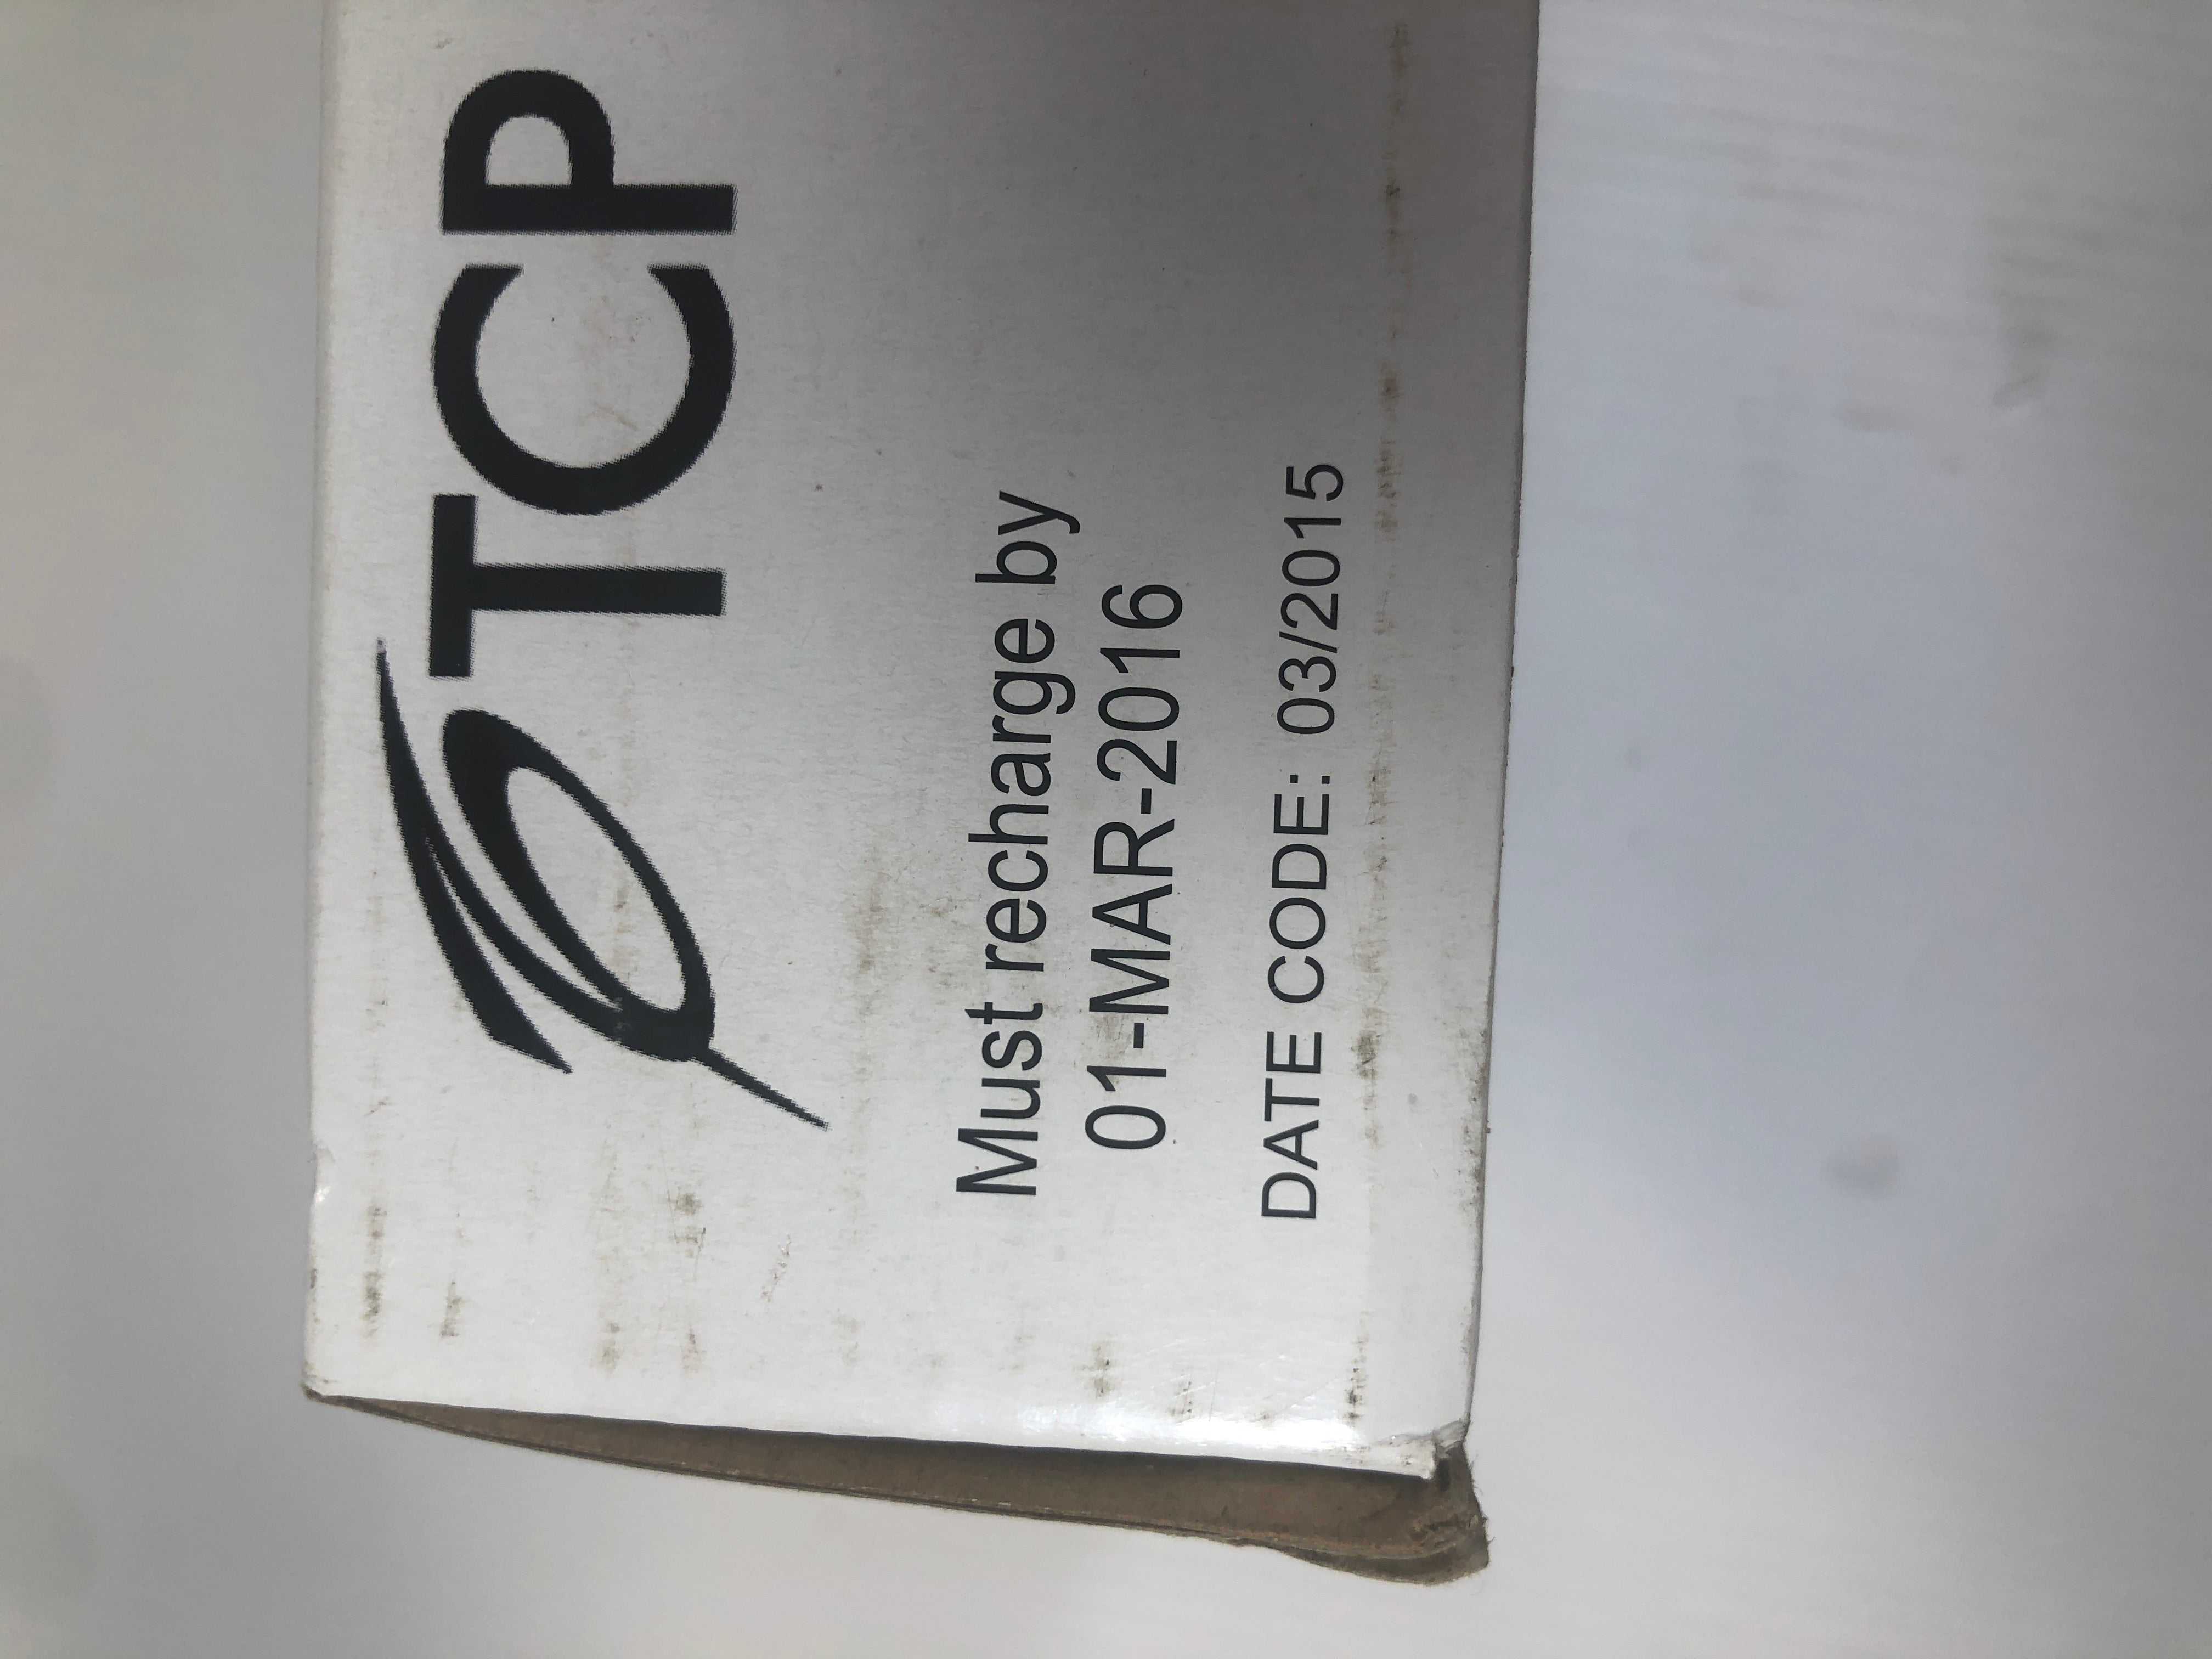 TCP
Must recharge by
01-MAR-2016
DATE CODE: 03/2015